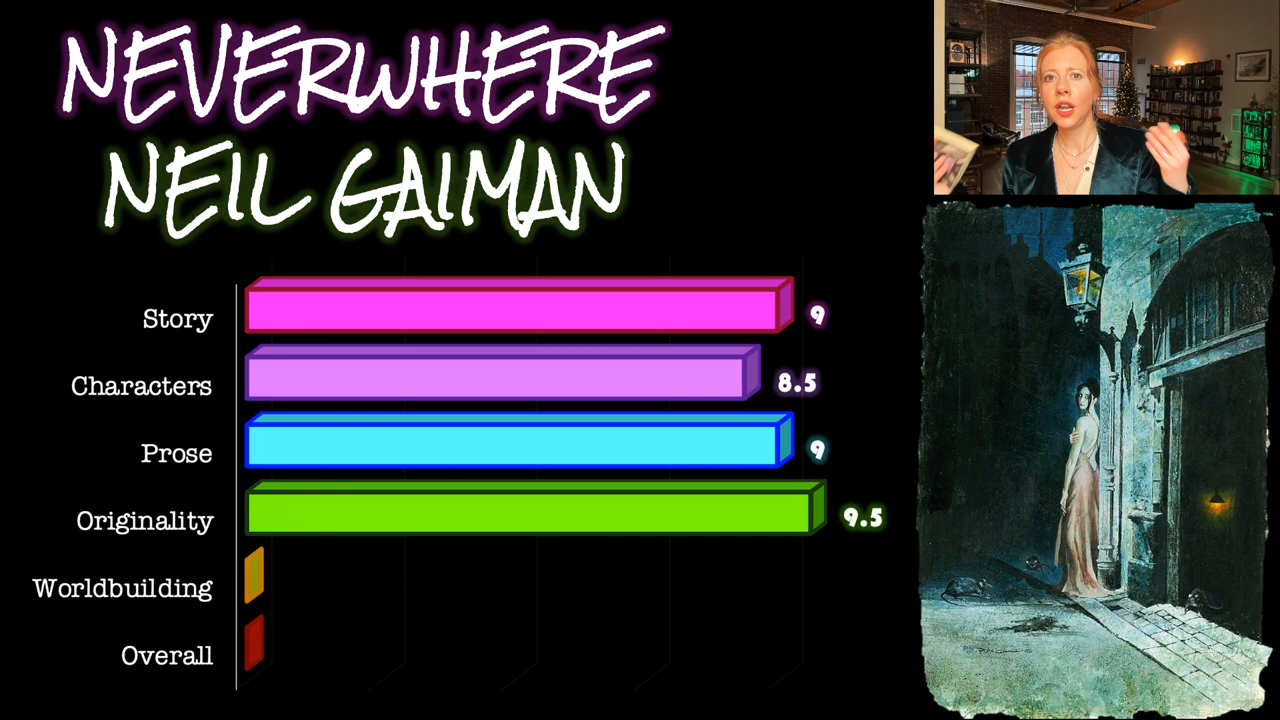 NEVERWHERE
NEIL GAIMAN
Story 9
Characters 8.5
Prose 9
Originality 9.5
Worldbuilding
Overall